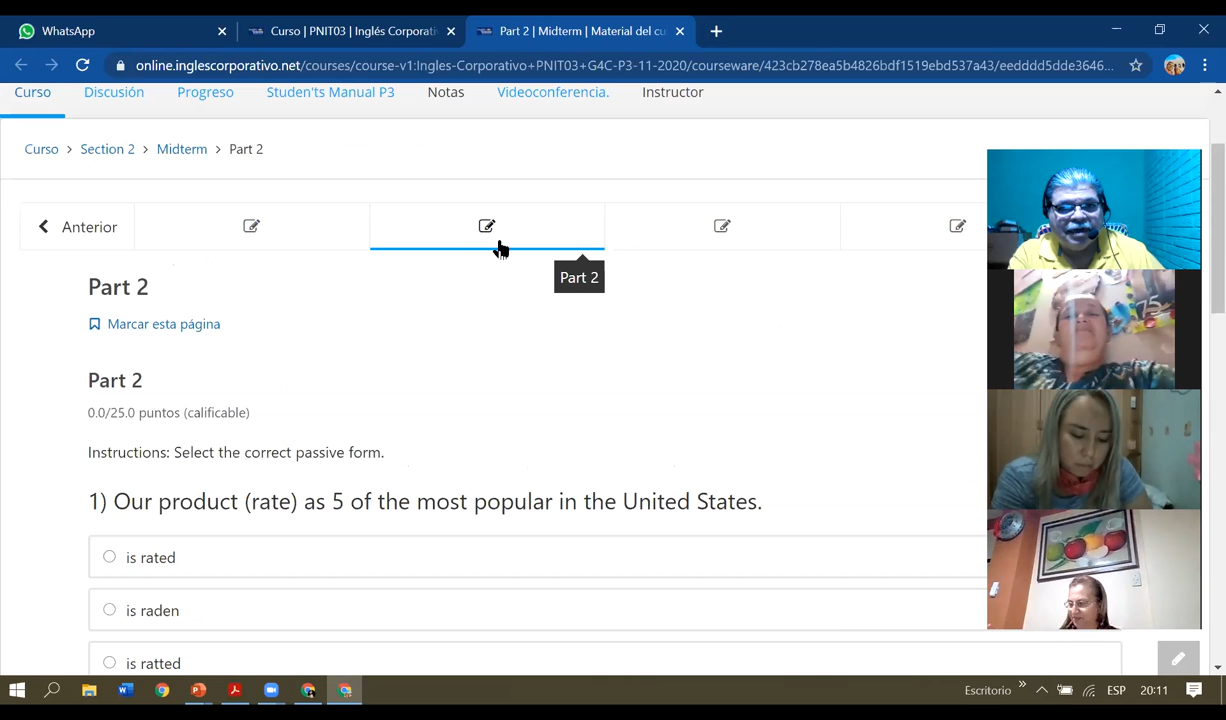 WhatsApp
Curso | PNIT03 | Inglés Corporati
Part 2 | Midterm | Material del cu
online.inglescorporativo.net/courses/course-v1:Ingles-Corporativo+PNIT03+G4C-P3-11-2020/courseware/423cb278ea5b4826bdf1519ebd537a43/eedddd5dde3646...
Curso
Discusión
Progreso
Studen'ts Manual P3
Notas
Videoconferencia.
Instructor
Curso > Section 2 > Midterm > Part 2
Anterior
Part 2
Part 2
Marcar esta página
Part 2
0.0/25.0 puntos (calificable)
Instructions: Select the correct passive form.
1) Our product (rate) as 5 of the most popular in the United States.
is rated
is raden
is ratted
Escritorio
ESP
20:11